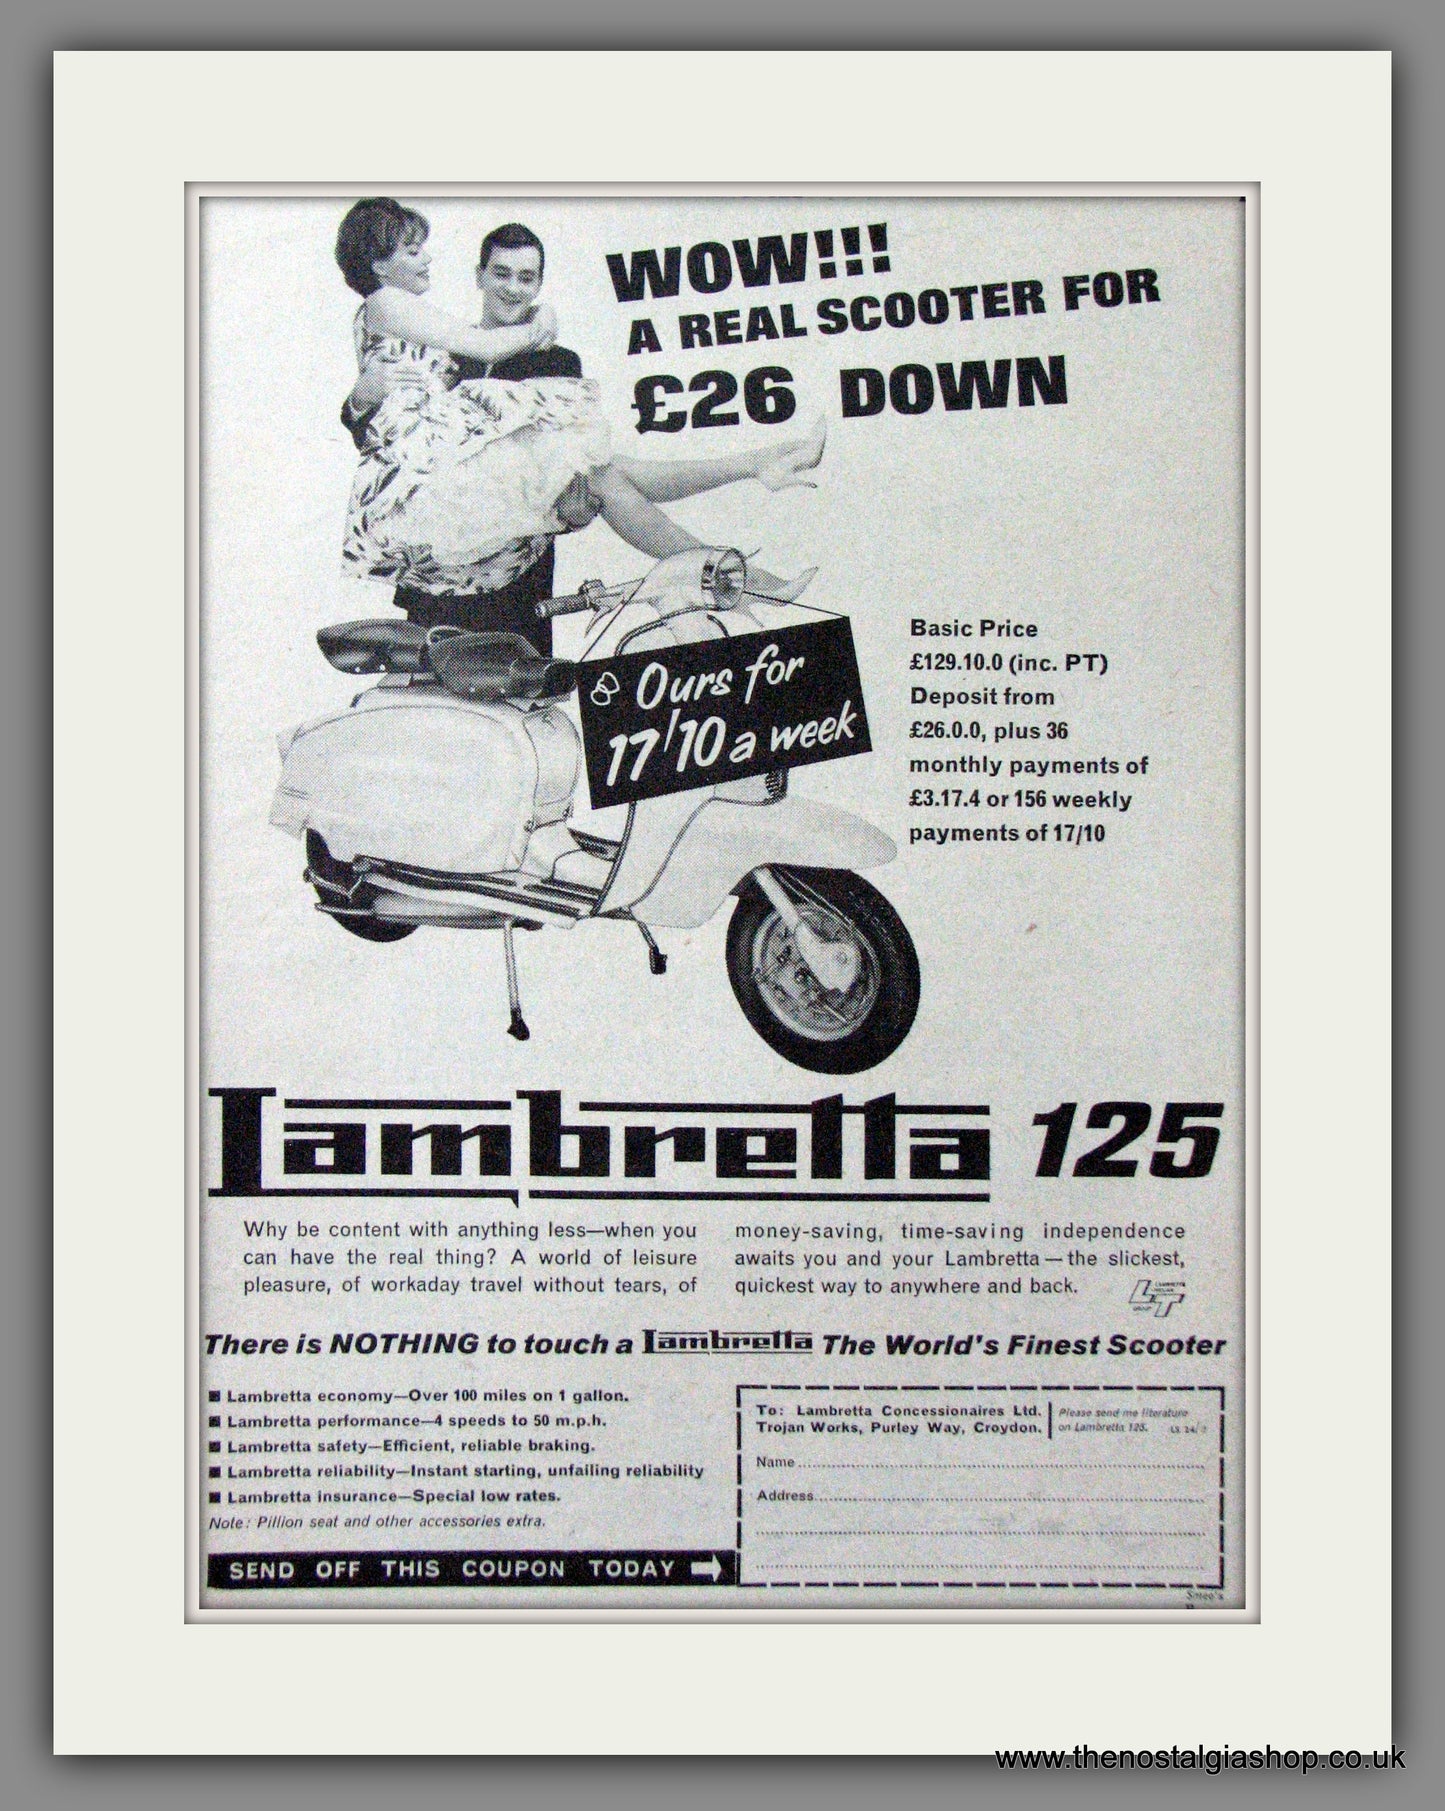 WOW!!!
A REAL SCOOTER FOR
£26 DOWN
Ours for
17/10 a week
Basic Price
£129.10.0 (inc. PT)
Deposit from
£26.0.0, plus 36
monthly payments of
£3.17.4 or 156 weekly
payments of 17/10
Lambretta 125
Why be content with anything less—when you
can have the real thing? A world of leisure
pleasure, of workaday travel without tears, of
money-saving, time-saving independence
awaits you and your Lambretta — the slickest,
quickest way to anywhere and back.
LT
There is NOTHING to touch a Lambretta The World's Finest Scooter
■ Lambretta economy—Over 100 miles on 1 gallon.
■ Lambretta performance—4 speeds to 50 m.p.h.
■ Lambretta safety—Efficient, reliable braking.
■ Lambretta reliability—Instant starting, unfailing reliability
■ Lambretta insurance—Special low rates.
Note: Pillion seat and other accessories extra.
SEND OFF THIS COUPON TODAY
To: Lambretta Concessionaires Ltd.
Trojan Works, Purley Way, Croydon.
Please send me literature
on Lambretta 125.
Name
Address
Smee's
www.thenostalgiashop.co.uk